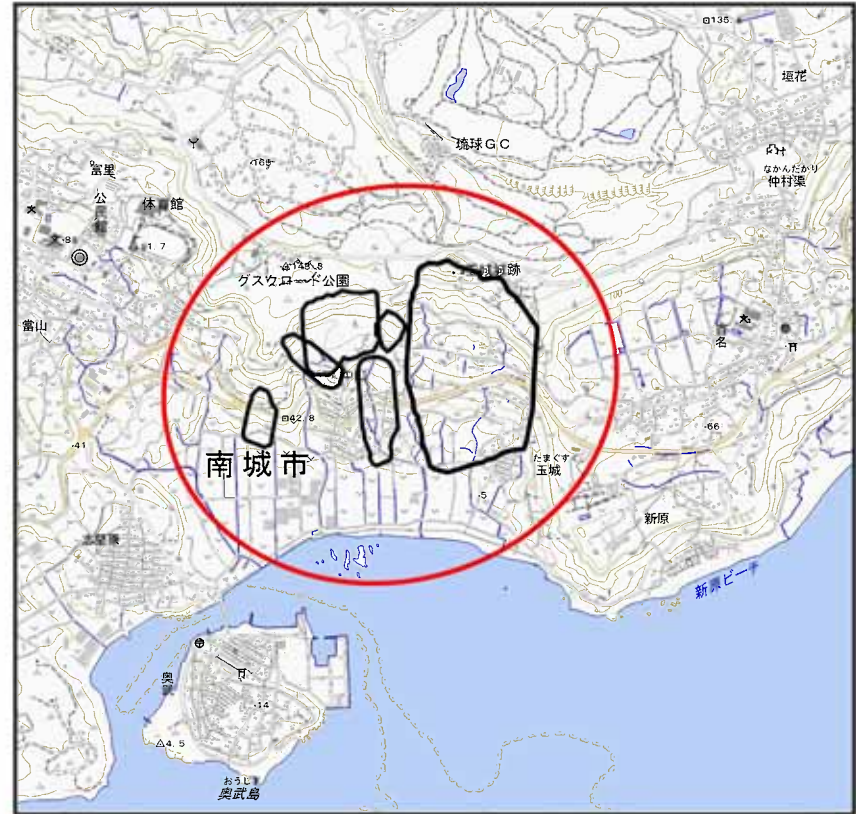 135.
垣花
琉球GC
なかんだかり
仲村渠
富里
公民館
体育館
グスクロード公園
跡
當山
42.8
41
南城市
たまぐすく
玉城
百名
66
5
新原
新原ビーチ
志堅原
奥武
14
4.5
おうじま
奥武島